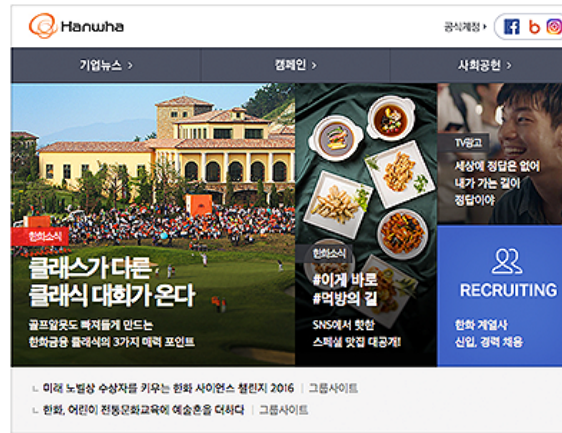 Hanwha
공식계정
기업뉴스 >
캠페인 >
사회공헌 >
한화소식
클래스가 다른
클래식 대회가 온다
골프알못도 빠져들게 만드는
한화금융 클래식의 3가지 매력 포인트
한화소식
#이게 바로
#먹방의 길
SNS에서 핫한
스페셜 맛집 대공개!
TV광고
세상에 정답은 없어
내가 가는 길이
정답이야
RECRUITING
한화 계열사
신입, 경력 채용
미래 노벨상 수상자를 키우는 한화 사이언스 챌린지 2016 | 그룹사이트
한화, 어린이 전통문화교육에 예술혼을 더하다 | 그룹사이트